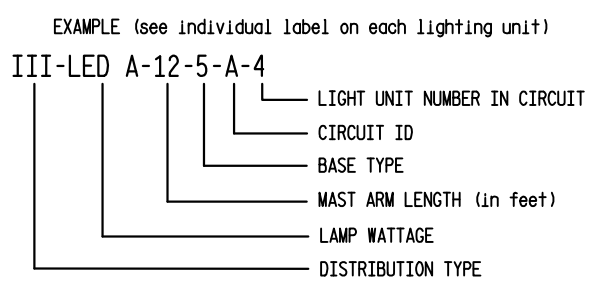 EXAMPLE (see individual label on each lighting unit)
III-LED A-12-5-A-4
LIGHT UNIT NUMBER IN CIRCUIT
CIRCUIT ID
BASE TYPE
MAST ARM LENGTH (in feet)
LAMP WATTAGE
DISTRIBUTION TYPE